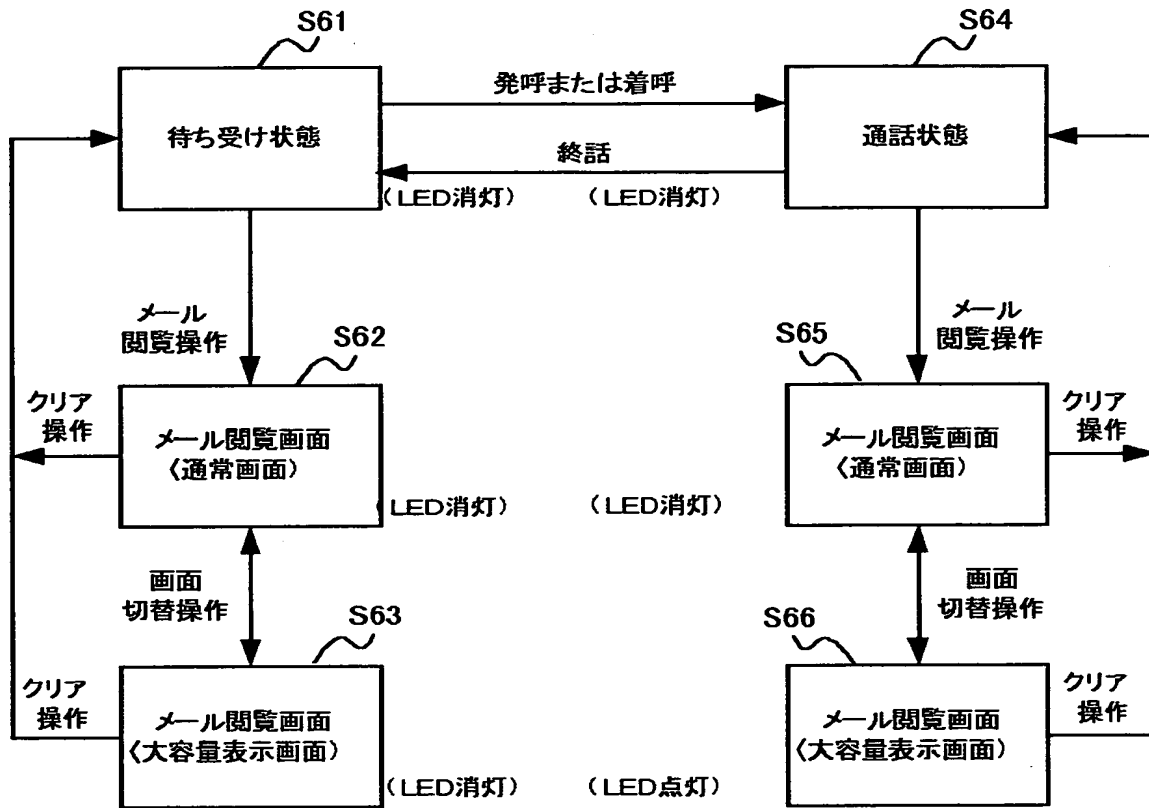 S61
S64
待ち受け状態
発呼または着呼
通話状態
終話
(LED消灯)
(LED消灯)
メール
閲覧操作
メール
閲覧操作
S62
S65
クリア
操作
メール閲覧画面
〈通常画面〉
メール閲覧画面
〈通常画面〉
クリア
操作
(LED消灯)
(LED消灯)
画面
切替操作
画面
切替操作
S63
S66
クリア
操作
メール閲覧画面
〈大容量表示画面〉
メール閲覧画面
〈大容量表示画面〉
クリア
操作
(LED消灯)
(LED点灯)